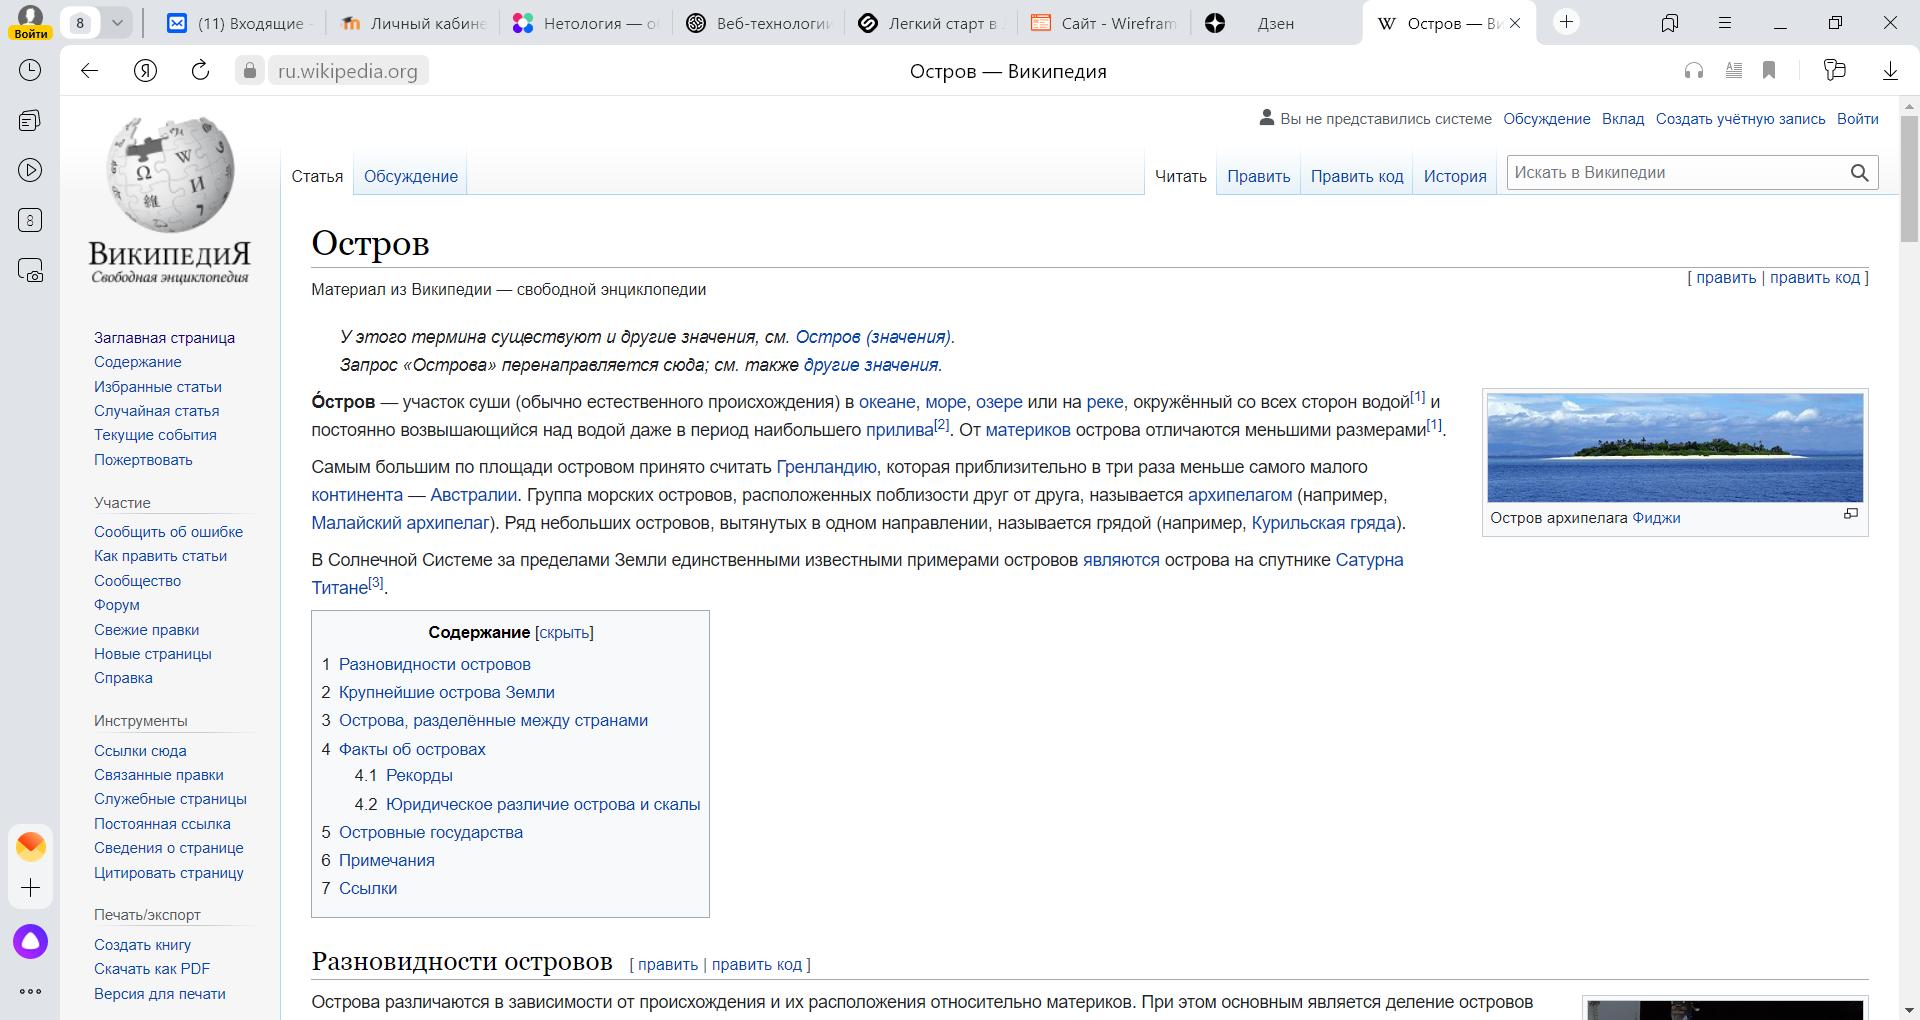 Войти
8
(11) Входящие -
Личный кабине
Нетология — о
Веб-технологии
Легкий старт в
Сайт - Wirefram
Дзен
Остров — Ви
ru.wikipedia.org
Остров — Википедия
8
Википедия
Свободная энциклопедия
Вы не представились системе Обсуждение Вклад Создать учётную запись Войти
Статья Обсуждение Читать Править Править код История Искать в Википедии
Остров
[ править | править код ]
Материал из Википедии — свободной энциклопедии
У этого термина существуют и другие значения, см. Остров (значения).
Запрос «Острова» перенаправляется сюда; см. также другие значения.
О́стров — участок суши (обычно естественного происхождения) в океане, море, озере или на реке, окружённый со всех сторон водой[1] и
постоянно возвышающийся над водой даже в период наибольшего прилива[2]. От материков острова отличаются меньшими размерами[1].
Самым большим по площади островом принято считать Гренландию, которая приблизительно в три раза меньше самого малого
континента — Австралии. Группа морских островов, расположенных поблизости друг от друга, называется архипелагом (например,
Малайский архипелаг). Ряд небольших островов, вытянутых в одном направлении, называется грядой (например, Курильская гряда).
В Солнечной Системе за пределами Земли единственными известными примерами островов являются острова на спутнике Сатурна
Титане[3].
Остров архипелага Фиджи
Содержание [скрыть]
1 Разновидности островов
2 Крупнейшие острова Земли
3 Острова, разделённые между странами
4 Факты об островах
4.1 Рекорды
4.2 Юридическое различие острова и скалы
5 Островные государства
6 Примечания
7 Ссылки
Разновидности островов [ править | править код ]
Острова различаются в зависимости от происхождения и их расположения относительно материков. При этом основным является деление островов
Заглавная страница
Содержание
Избранные статьи
Случайная статья
Текущие события
Пожертвовать
Участие
Сообщить об ошибке
Как править статьи
Сообщество
Форум
Свежие правки
Новые страницы
Справка
Инструменты
Ссылки сюда
Связанные правки
Служебные страницы
Постоянная ссылка
Сведения о странице
Цитировать страницу
Печать/экспорт
Создать книгу
Скачать как PDF
Версия для печати